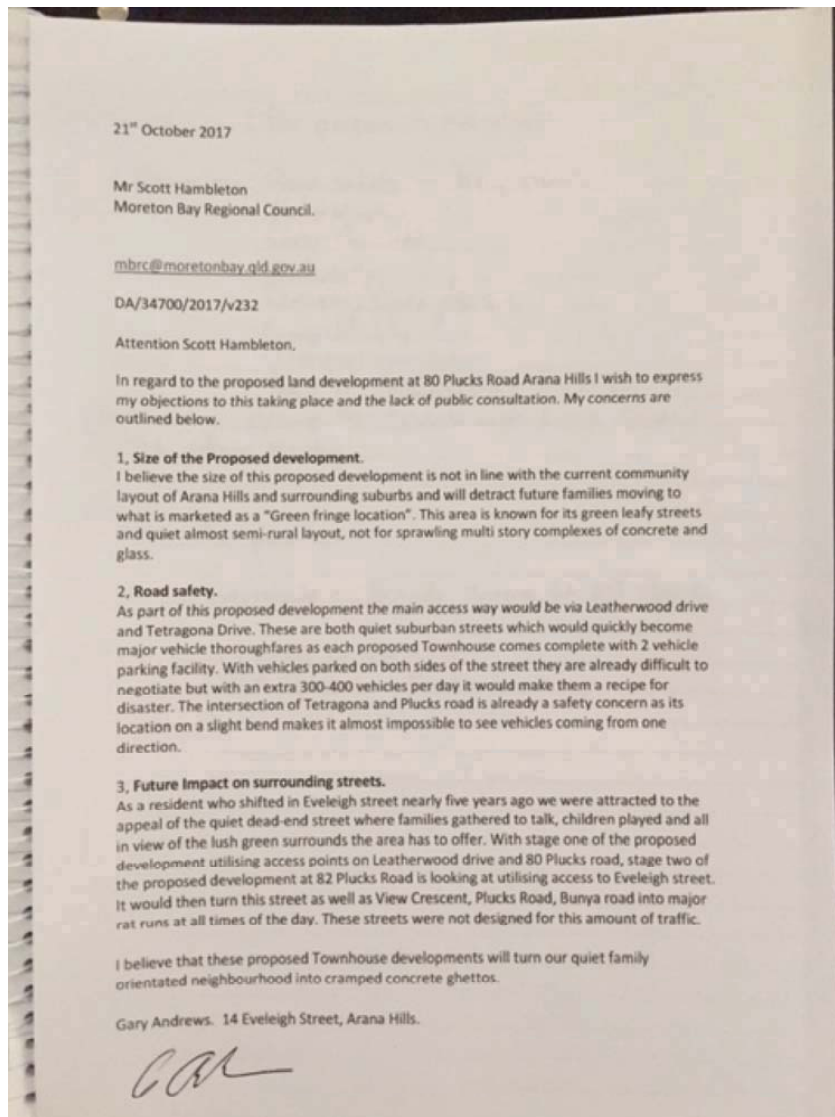 21st October 2017
Mr Scott Hambleton
Moreton Bay Regional Council.
mbrc@moretonbay.qld.gov.au
DA/34700/2017/v232
Attention Scott Hambleton.
In regard to the proposed land development at 80 Plucks Road Arana Hills I wish to express
my objections to this taking place and the lack of public consultation. My concerns are
outlined below.
1, Size of the Proposed development.
I believe the size of this proposed development is not in line with the current community
layout of Arana Hills and surrounding suburbs and will detract future families moving to
what is marketed as a "Green fringe location". This area is known for its green leafy streets
and quiet almost semi-rural layout, not for sprawling multi story complexes of concrete and
glass.
2, Road safety.
As part of this proposed development the main access way would be via Leatherwood drive
and Tetragona Drive. These are both quiet suburban streets which would quickly become
major vehicle thoroughfares as each proposed Townhouse comes complete with 2 vehicle
parking facility. With vehicles parked on both sides of the street they are already difficult to
negotiate but with an extra 300-400 vehicles per day it would make them a recipe for
disaster. The intersection of Tetragona and Plucks road is already a safety concern as its
location on a slight bend makes it almost impossible to see vehicles coming from one
direction.
3, Future Impact on surrounding streets.
As a resident who shifted in Eveleigh street nearly five years ago we were attracted to the
appeal of the quiet dead-end street where families gathered to talk, children played and all
in view of the lush green surrounds the area has to offer. With stage one of the proposed
development utilising access points on Leatherwood drive and 80 Plucks road, stage two of
the proposed development at 82 Plucks Road is looking at utilising access to Eveleigh street.
It would then turn this street as well as View Crescent, Plucks Road, Bunya road into major
rat runs at all times of the day. These streets were not designed for this amount of traffic.
I believe that these proposed Townhouse developments will turn our quiet family
orientated neighbourhood into cramped concrete ghettos.
Gary Andrews. 14 Eveleigh Street, Arana Hills.